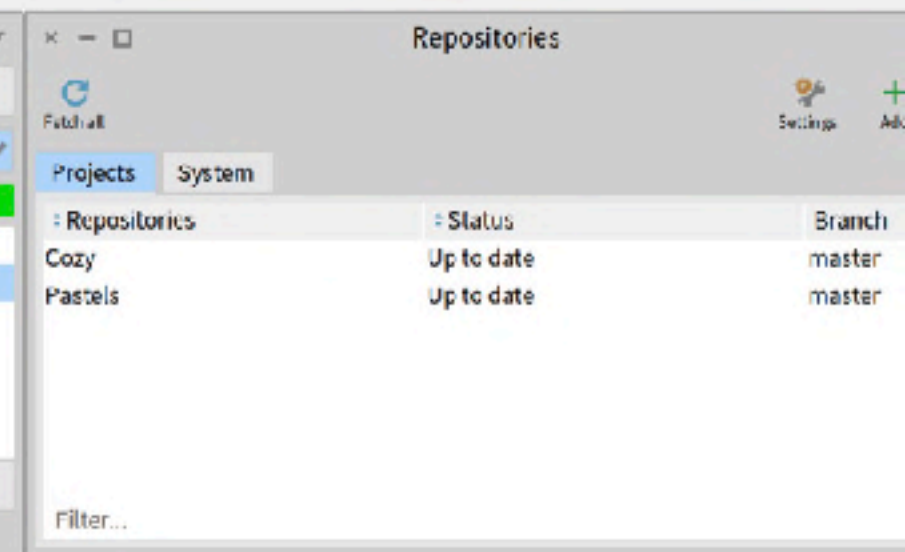 Repositories
Fetch all
Settings
Projects System
Repositories Status Branch
Cozy Up to date master
Pastels Up to date master
Filter...